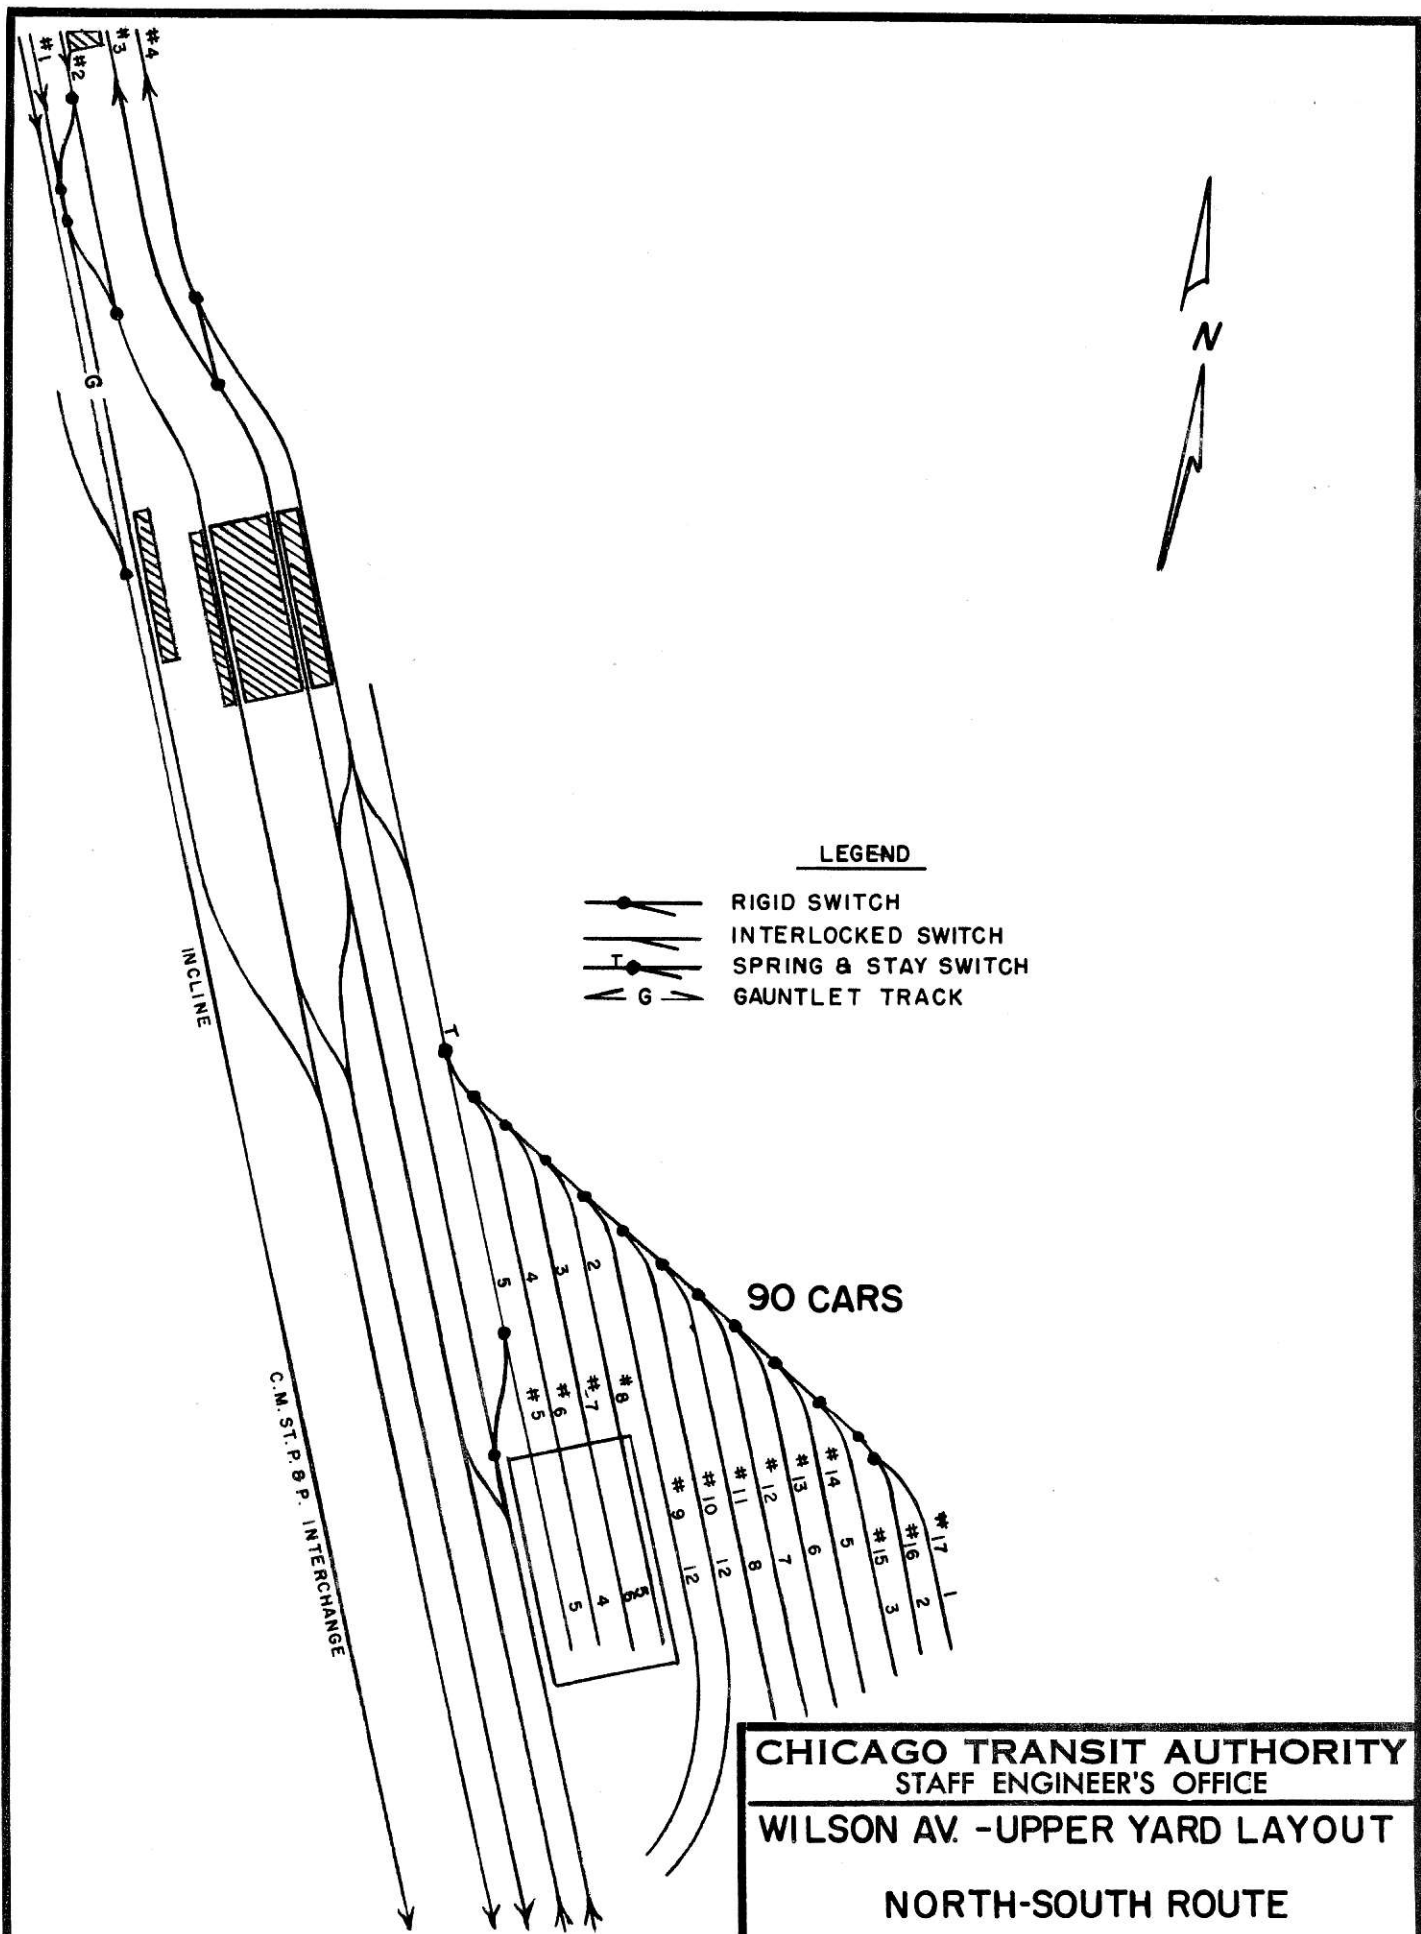 #1
#2
#3
#4
G
N
LEGEND
RIGID SWITCH
INTERLOCKED SWITCH
T SPRING & STAY SWITCH
G GAUNTLET TRACK
INCLINE
T
5
4
3
2
90 CARS
#5
#6
#7
#8
#9
#10
#11
#12
#13
#14
#15
#16
#17
C.M. ST. P. & P. INTERCHANGE
5
4
12
12
8
7
6
5
3
2
1
CHICAGO TRANSIT AUTHORITY
STAFF ENGINEER'S OFFICE
WILSON AV. -UPPER YARD LAYOUT
NORTH-SOUTH ROUTE